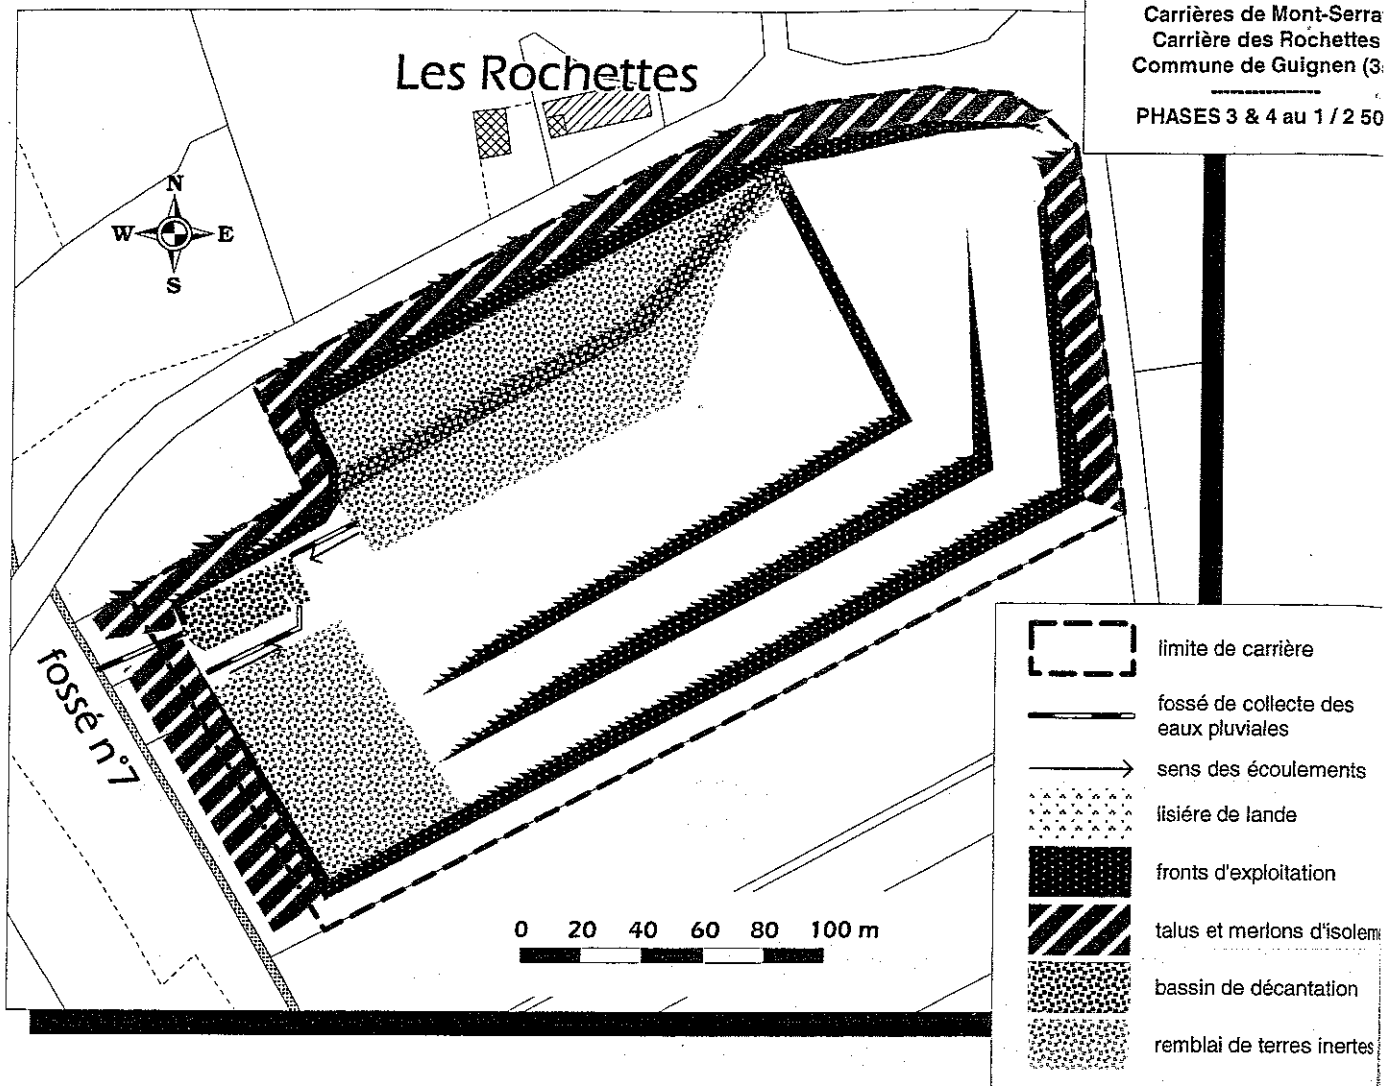 Carrières de Mont-Serra
Carrière des Rochettes
Commune de Guignen (3
PHASES 3 & 4 au 1 / 2 50
Les Rochettes
N
W E
S
fossé n°7
0 20 40 60 80 100 m
limite de carrière
fossé de collecte des
eaux pluviales
sens des écoulements
lisiére de lande
fronts d'exploitation
talus et merlons d'isolem
bassin de décantation
remblai de terres inertes